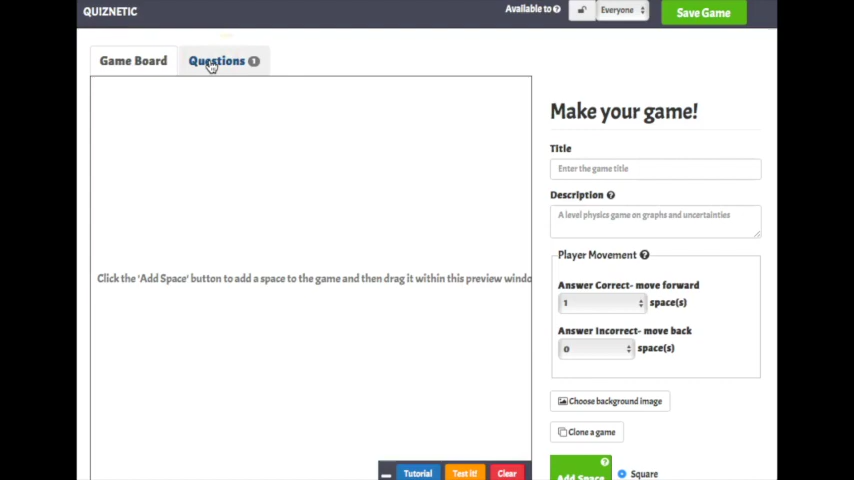 QUIZNETIC
Available to
Everyone
Save Game
Game Board
Questions 1
Make your game!
Title
Enter the game title
Description
A level physics game on graphs and uncertainties
Player Movement
Answer Correct- move forward
1 space(s)
Answer Incorrect- move back
0 space(s)
Click the 'Add Space' button to add a space to the game and then drag it within this preview windo
Choose background image
Clone a game
Tutorial
Test it!
Clear
Add Space
Square